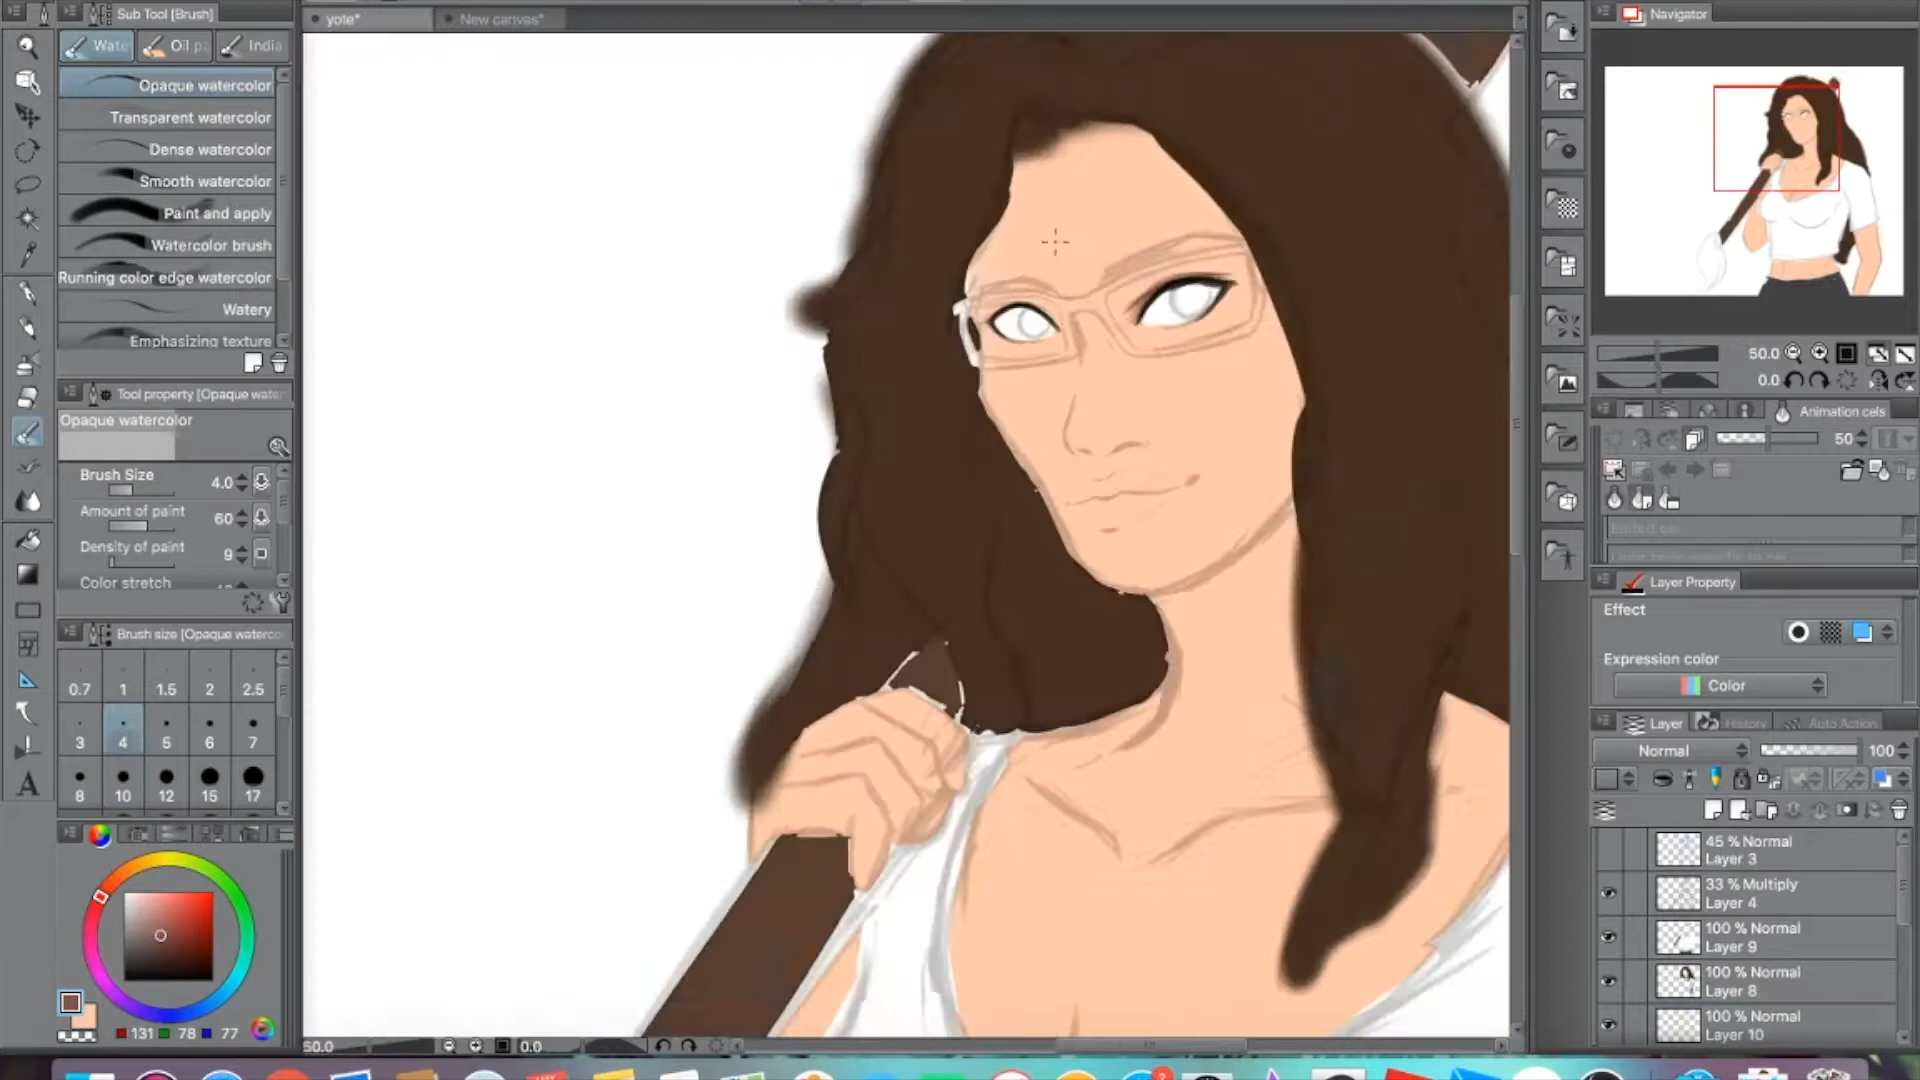 Sub Tool [Brush]
yote*
New canvas*
Navigator
Wate
Oil p
India
Opaque watercolor
Transparent watercolor
Dense watercolor
Smooth watercolor
Paint and apply
Watercolor brush
Running color edge watercolor
Watery
Emphasizing texture
50.0
0.0
Tool property [Opaque water
Animation cels
Opaque watercolor
50
Brush Size
4.0
Amount of paint
60
Density of paint
9
Color stretch
Layer Property
Effect
Brush size [Opaque waterco
Expression color
Color
0.7 1 1.5 2 2.5
3 4 5 6 7
8 10 12 15 17
Layer
History
Auto Action
Normal
100
A
45 % Normal
Layer 3
33 % Multiply
Layer 4
100 % Normal
Layer 9
100 % Normal
Layer 8
100 % Normal
Layer 10
131 78 77
50.0
0.0
2